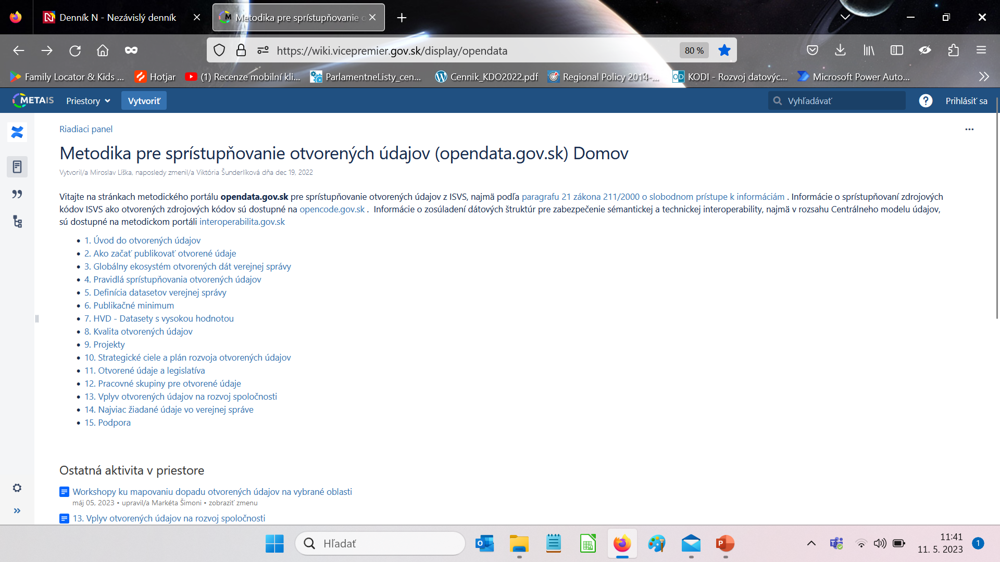 Denník N - Nezávislý denník
Metodika pre sprístupňovanie o
https://wiki.vicepremier.gov.sk/display/opendata
80 %
Family Locator & Kids ...
Hotjar
(1) Recenze mobilní kli...
ParlamentneListy_cen...
Cennik_KDO2022.pdf
Regional Policy 2014-...
KODI - Rozvoj datovýc...
Microsoft Power Auto...
METAIS
Priestory
Vytvoriť
Vyhľadávať
Prihlásiť sa
Riadiaci panel
Metodika pre sprístupňovanie otvorených údajov (opendata.gov.sk) Domov
Vytvoril/a Miroslav Líška, naposledy zmenil/a Viktória Šunderlíková dňa dec 19, 2022
Vitajte na stránkach metodického portálu opendata.gov.sk pre sprístupňovanie otvorených údajov z ISVS, najmä podľa paragrafu 21 zákona 211/2000 o slobodnom prístupe k informáciám . Informácie o sprístupňovaní zdrojových
kódov ISVS ako otvorených zdrojových kódov sú dostupné na opencode.gov.sk .  Informácie o zosúladení dátových štruktúr pre zabezpečenie sémantickej a technickej interoperability, najmä v rozsahu Centrálneho modelu údajov,
sú dostupné na metodickom portáli interoperabilita.gov.sk
• 1. Úvod do otvorených údajov
• 2. Ako začať publikovať otvorené údaje
• 3. Globálny ekosystém otvorených dát verejnej správy
• 4. Pravidlá sprístupňovania otvorených údajov
• 5. Definícia datasetov verejnej správy
• 6. Publikačné minimum
• 7. HVD - Datasety s vysokou hodnotou
• 8. Kvalita otvorených údajov
• 9. Projekty
• 10. Strategické ciele a plán rozvoja otvorených údajov
• 11. Otvorené údaje a legislatíva
• 12. Pracovné skupiny pre otvorené údaje
• 13. Vplyv otvorených údajov na rozvoj spoločnosti
• 14. Najviac žiadané údaje vo verejnej správe
• 15. Podpora
Ostatná aktivita v priestore
Workshopy ku mapovaniu dopadu otvorených údajov na vybrané oblasti
máj 05, 2023 • upravil/a Markéta Šimoni • zobraziť zmenu
13. Vplyv otvorených údajov na rozvoj spoločnosti
Hľadať
11:41
11. 5. 2023
1